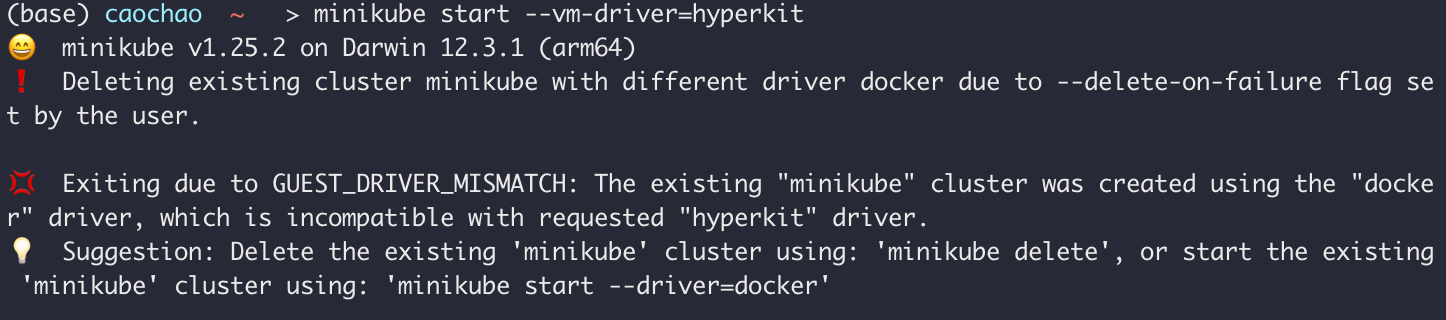 (base) caochao ~ > minikube start --vm-driver=hyperkit
😄 minikube v1.25.2 on Darwin 12.3.1 (arm64)
❗ Deleting existing cluster minikube with different driver docker due to --delete-on-failure flag se
t by the user.
💢 Exiting due to GUEST_DRIVER_MISMATCH: The existing "minikube" cluster was created using the "docke
r" driver, which is incompatible with requested "hyperkit" driver.
💡 Suggestion: Delete the existing 'minikube' cluster using: 'minikube delete', or start the existing
'minikube' cluster using: 'minikube start --driver=docker'